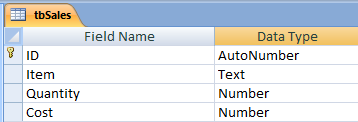 tbSales
Field Name Data Type
ID AutoNumber
Item Text
Quantity Number
Cost Number